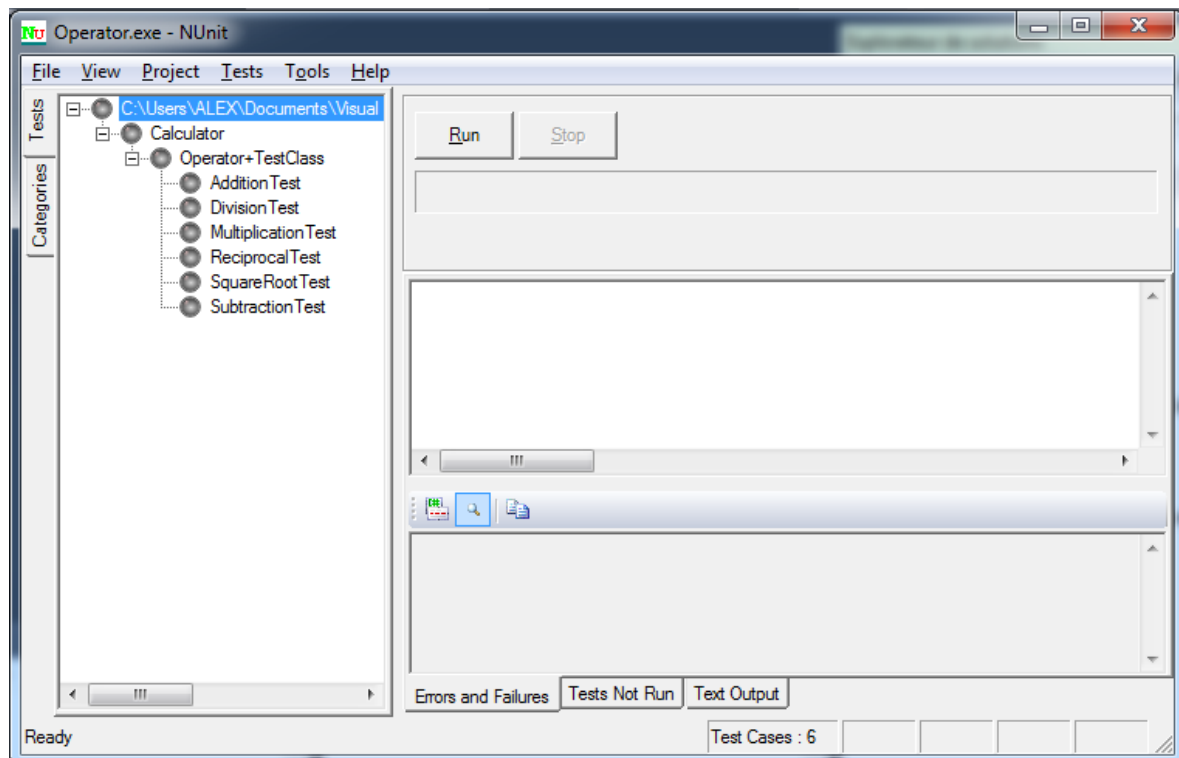 NU Operator.exe - NUnit
File View Project Tests Tools Help
Tests
Categories
C:\Users\ALEX\Documents\Visual
Calculator
Operator+TestClass
AdditionTest
DivisionTest
MultiplicationTest
ReciprocalTest
SquareRootTest
SubtractionTest
Run Stop
Errors and Failures Tests Not Run Text Output
Ready Test Cases : 6